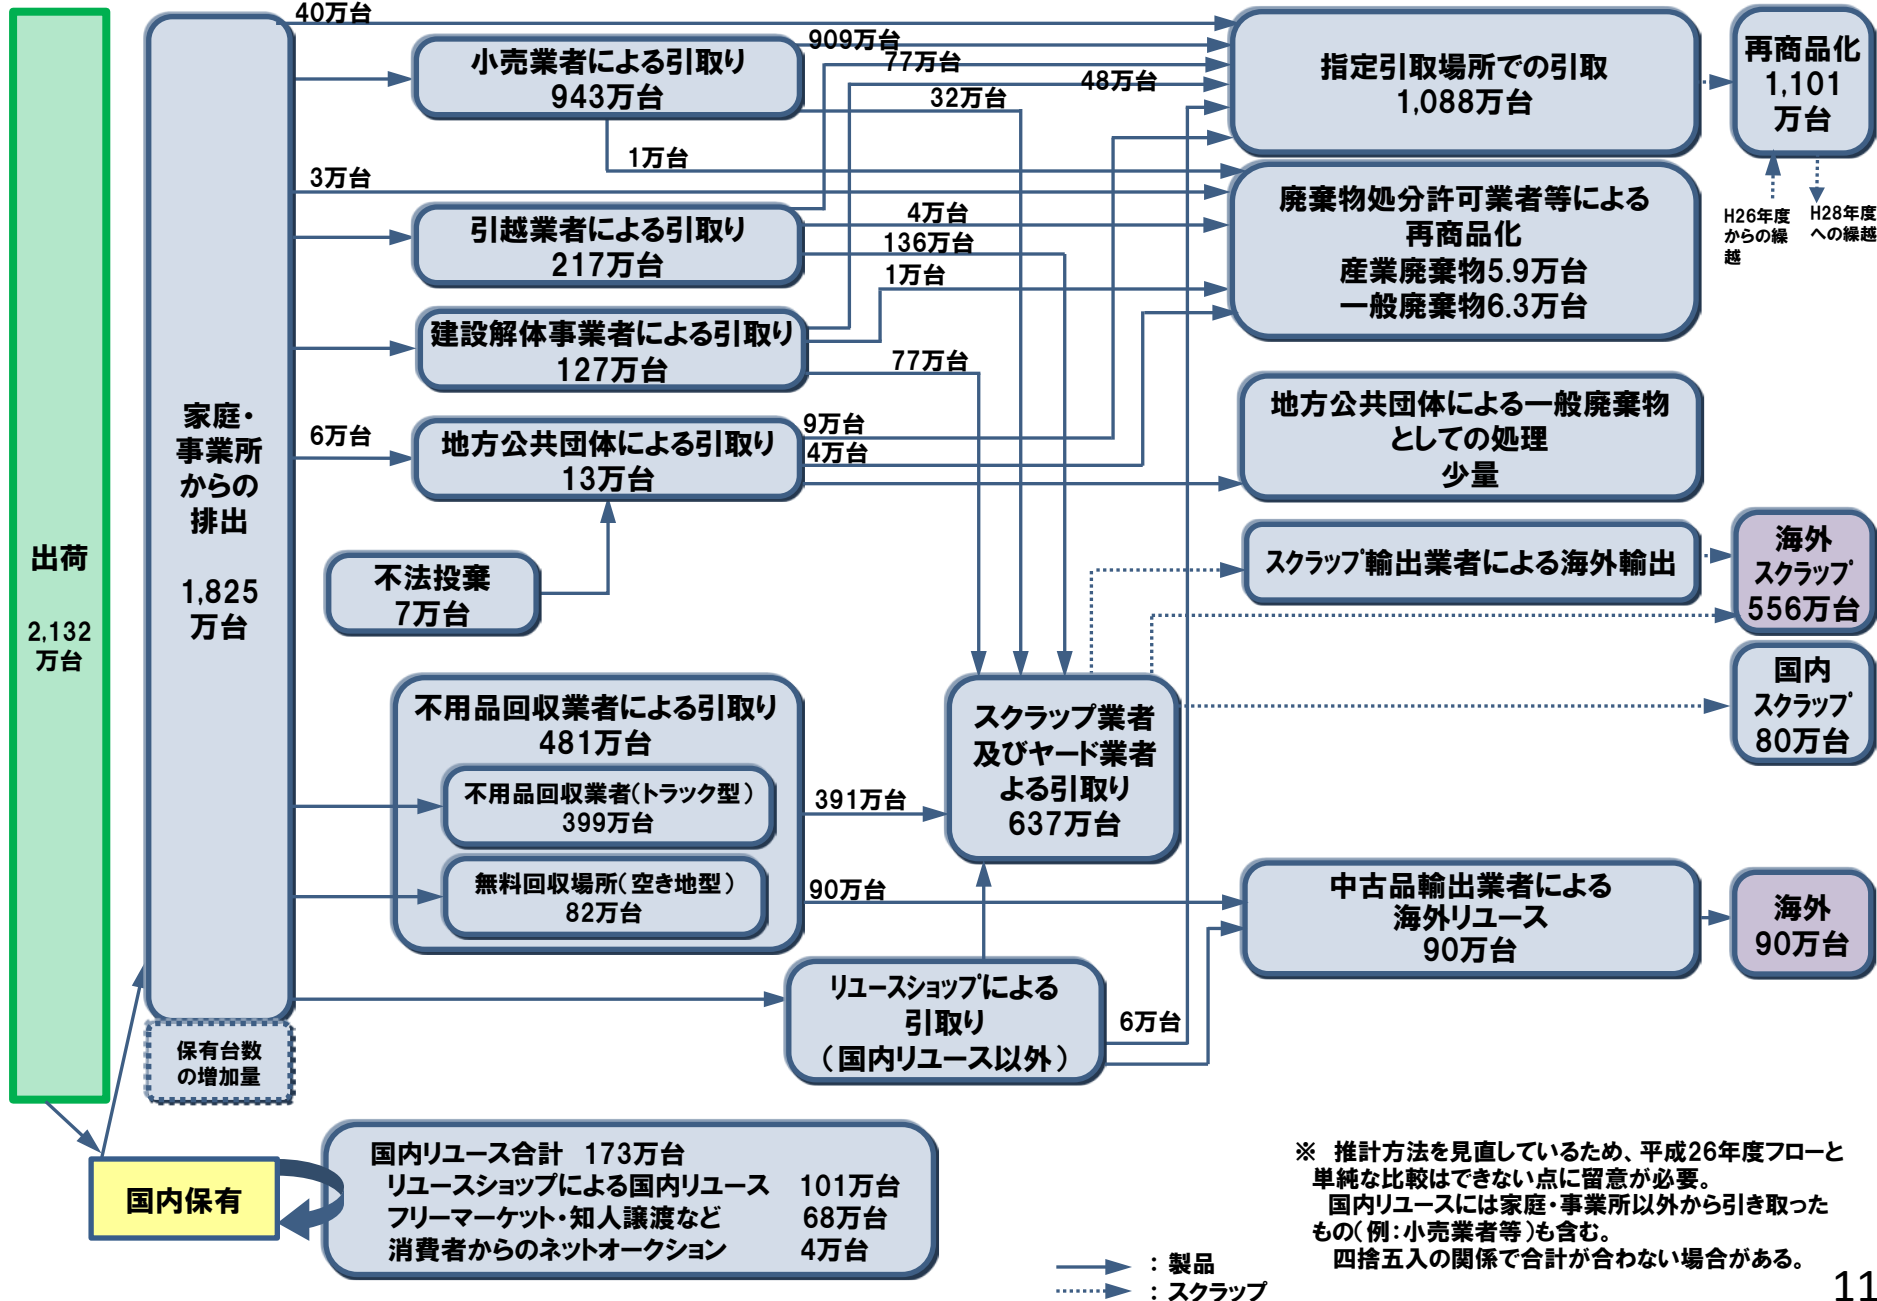 出荷
2,132
万台
家庭・
事業所
からの
排出
1,825
万台
保有台数
の増加量
国内保有
40万台
小売業者による引取り
943万台
909万台
77万台
48万台
32万台
1万台
3万台
引越業者による引取り
217万台
4万台
136万台
1万台
建設解体事業者による引取り
127万台
77万台
6万台
地方公共団体による引取り
13万台
9万台
4万台
不法投棄
7万台
不用品回収業者による引取り
481万台
不用品回収業者(トラック型)
399万台
無料回収場所(空き地型)
82万台
391万台
90万台
スクラップ業者
及びヤード業者
よる引取り
637万台
リユースショップによる
引取り
(国内リユース以外)
6万台
指定引取場所での引取
1,088万台
再商品化
1,101
万台
H26年度
からの繰
越
H28年度
への繰越
廃棄物処分許可業者等による
再商品化
産業廃棄物5.9万台
一般廃棄物6.3万台
地方公共団体による一般廃棄物
としての処理
少量
スクラップ輸出業者による海外輸出
海外
スクラップ
556万台
国内
スクラップ
80万台
中古品輸出業者による
海外リユース
90万台
海外
90万台
国内リユース合計 173万台
リユースショップによる国内リユース 101万台
フリーマーケット・知人譲渡など 68万台
消費者からのネットオークション 4万台
※ 推計方法を見直しているため、平成26年度フローと
単純な比較はできない点に留意が必要。
国内リユースには家庭・事業所以外から引き取った
もの(例:小売業者等)も含む。
四捨五入の関係で合計が合わない場合がある。
:製品
:スクラップ
11